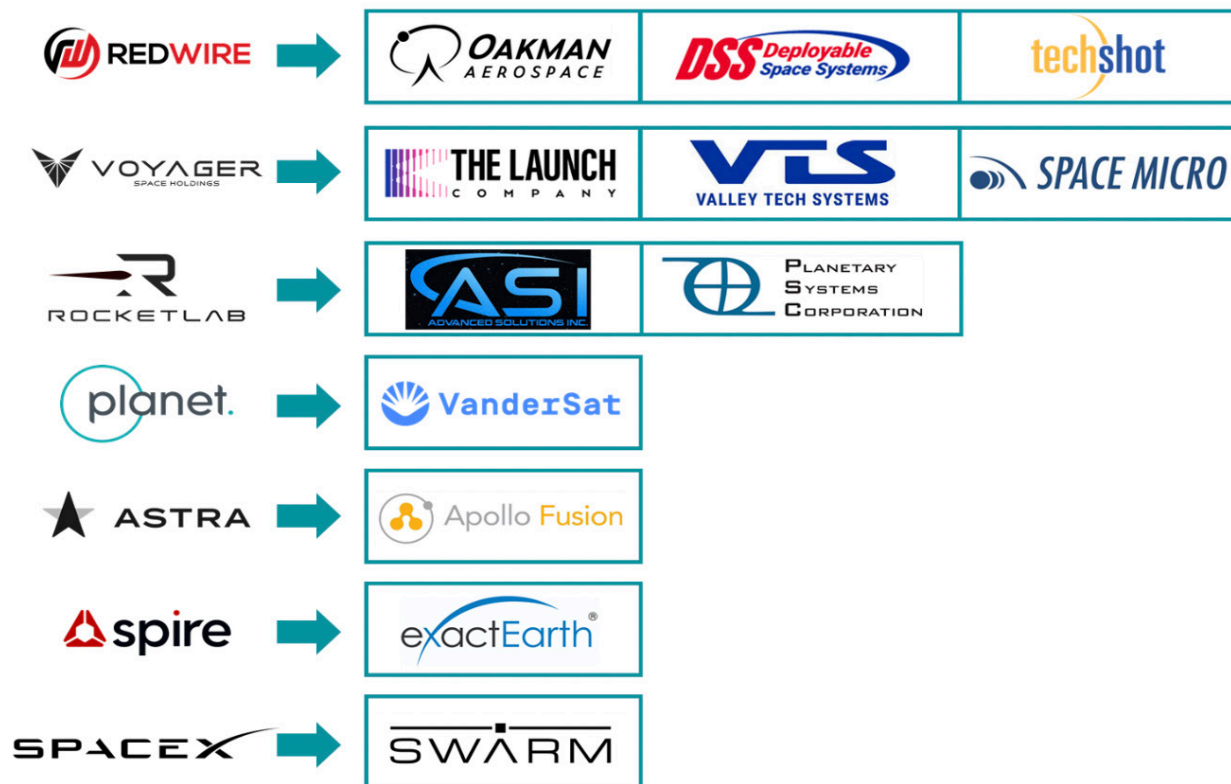 REDWIRE
OAKMAN
AEROSPACE
DSS Deployable
Space Systems
techshot
VOYAGER
SPACE HOLDINGS
THE LAUNCH
COMPANY
VTS
VALLEY TECH SYSTEMS
SPACE MICRO
ROCKETLAB
ASI
ADVANCED SOLUTIONS INC.
PLANETARY
SYSTEMS
CORPORATION
planet.
VanderSat
ASTRA
Apollo Fusion
spire
exactEarth®
SPACEX
SWARM